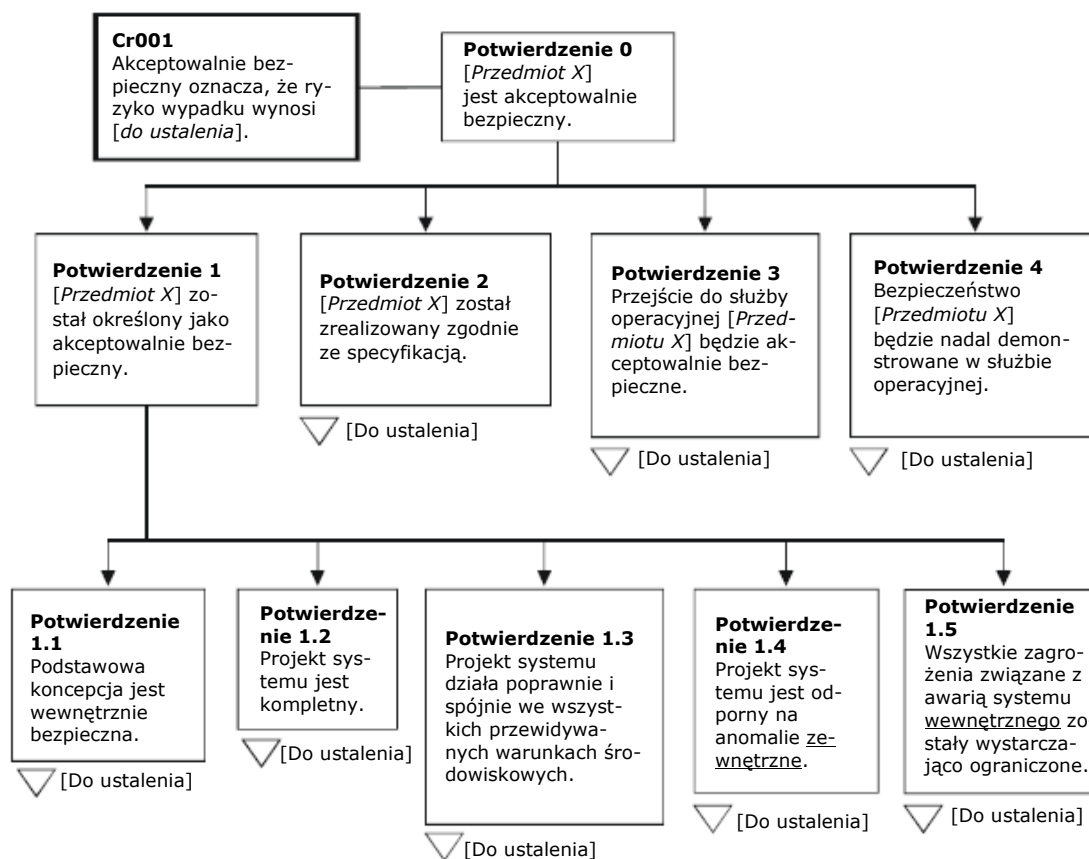 Cr001
Akceptowalnie bez-
pieczny oznacza, że ry-
zyko wypadku wynosi
[do ustalenia].
Potwierdzenie 0
[Przedmiot X]
jest akceptowalnie
bezpieczny.
Potwierdzenie 1
[Przedmiot X] zo-
stał określony jako
akceptowalnie bez-
pieczny.
Potwierdzenie 2
[Przedmiot X] został
zrealizowany zgodnie
ze specyfikacją.
[Do ustalenia]
Potwierdzenie 3
Przejście do służby
operacyjnej [Przed-
miotu X] będzie ak-
ceptowalnie bez-
pieczne.
[Do ustalenia]
Potwierdzenie 4
Bezpieczeństwo
[Przedmiotu X]
będzie nadal demon-
strowane w służbie
operacyjnej.
[Do ustalenia]
Potwierdzenie
1.1
Podstawowa
koncepcja jest
wewnętrznie
bezpieczna.
[Do ustalenia]
Potwierdze-
nie 1.2
Projekt sys-
temu jest
kompletny.
[Do ustalenia]
Potwierdzenie 1.3
Projekt systemu
działa poprawnie i
spójnie we wszyst-
kich przewidywa-
nych warunkach śro-
dowiskowych.
[Do ustalenia]
Potwierdze-
nie 1.4
Projekt sys-
temu jest od-
porny na
anomalie ze-
wnętrzne.
[Do ustalenia]
Potwierdzenie
1.5
Wszystkie zagro-
żenia związane z
awarią systemu
wewnętrznego zo
stały wystarcza-
jąco ograniczone.
[Do ustalenia]